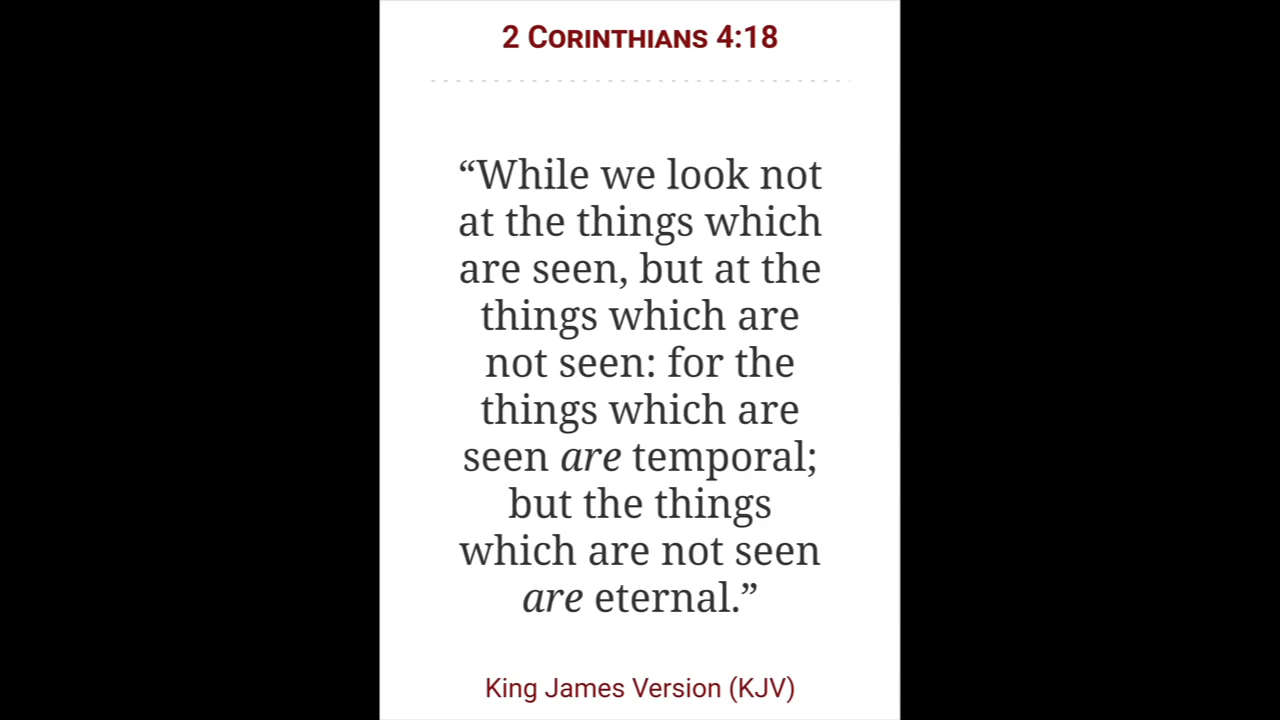 2 Corinthians 4:18
“While we look not
at the things which
are seen, but at the
things which are
not seen: for the
things which are
seen are temporal;
but the things
which are not seen
are eternal.”
King James Version (KJV)